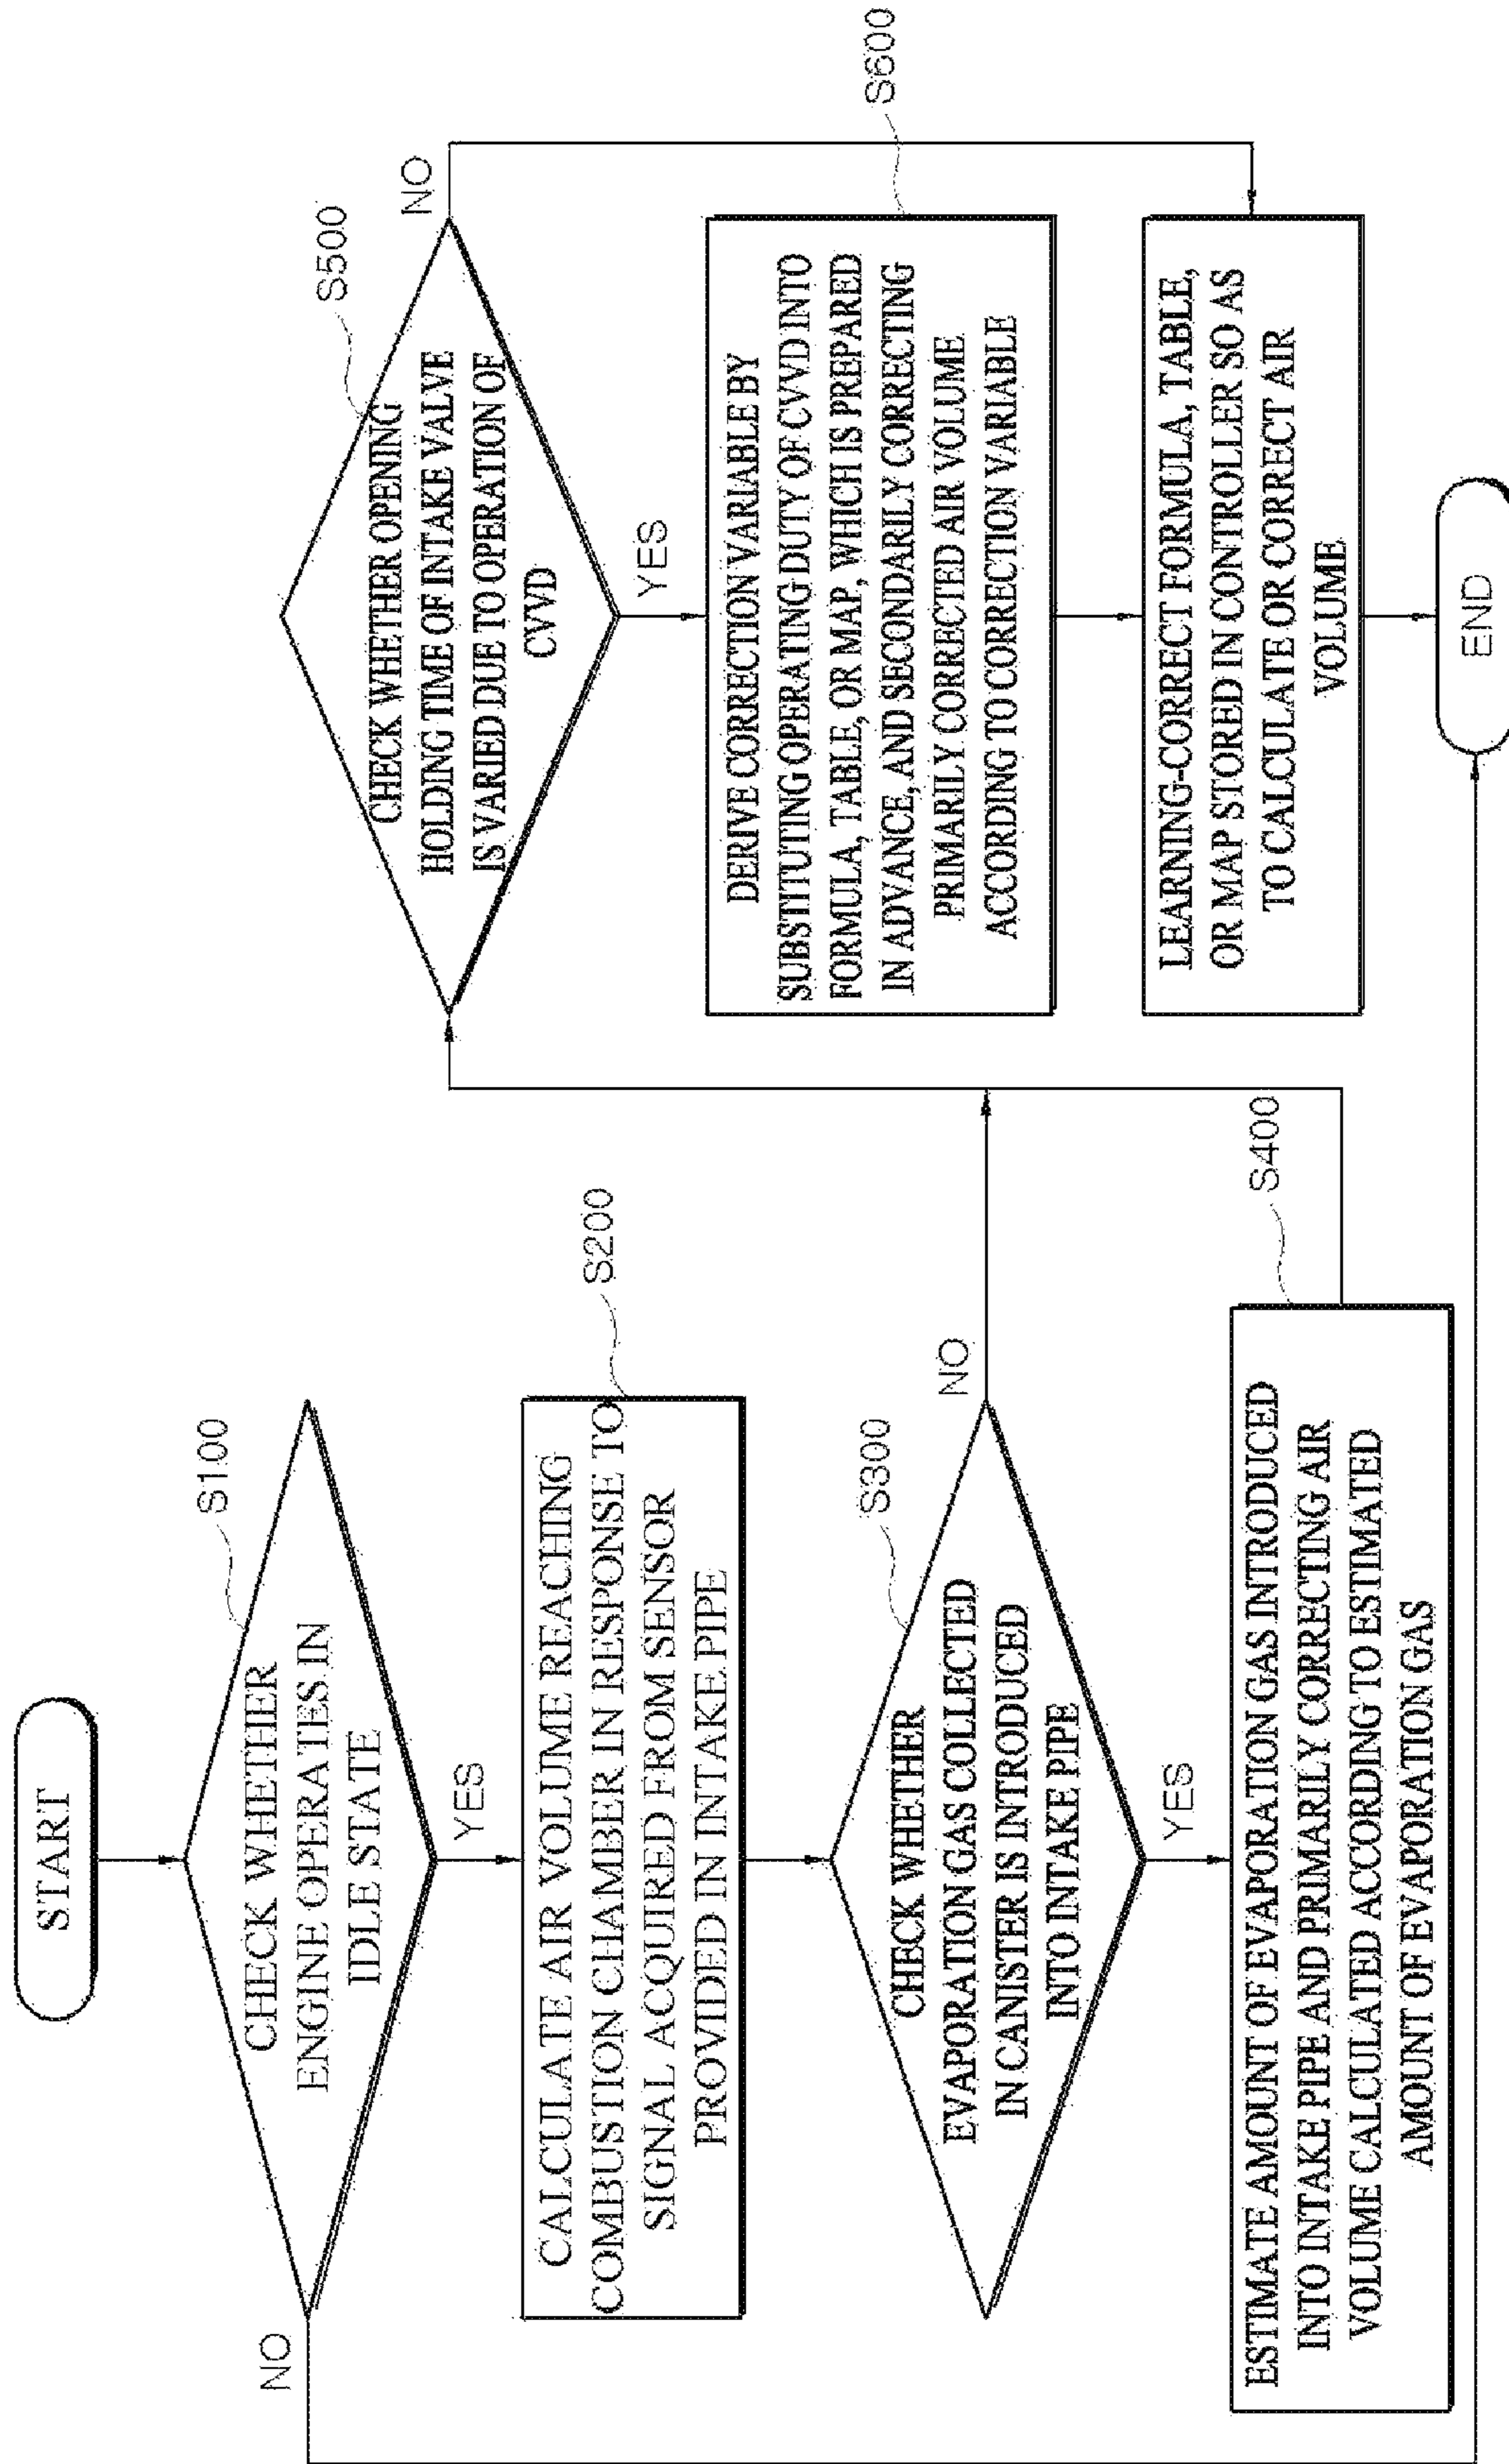 START
CHECK WHETHER
ENGINE OPERATES IN
IDLE STATE
S100
NO
YES
CALCULATE AIR VOLUME REACHING
COMBUSTION CHAMBER IN RESPONSE TO
SIGNAL ACQUIRED FROM SENSOR
PROVIDED IN INTAKE PIPE
S200
CHECK WHETHER
EVAPORATION GAS COLLECTED
IN CANISTER IS INTRODUCED
INTO INTAKE PIPE
S300
NO
YES
ESTIMATE AMOUNT OF EVAPORATION GAS INTRODUCED
INTO INTAKE PIPE AND PRIMARILY CORRECTING AIR
VOLUME CALCULATED ACCORDING TO ESTIMATED
AMOUNT OF EVAPORATION GAS
S400
CHECK WHETHER OPENING
HOLDING TIME OF INTAKE VALVE
IS VARIED DUE TO OPERATION OF
CVVD
S500
NO
YES
DERIVE CORRECTION VARIABLE BY
SUBSTITUTING OPERATING DUTY OF CVVD INTO
FORMULA, TABLE, OR MAP, WHICH IS PREPARED
IN ADVANCE, AND SECONDARILY CORRECTING
PRIMARILY CORRECTED AIR VOLUME
ACCORDING TO CORRECTION VARIABLE
S600
LEARNING-CORRECT FORMULA, TABLE,
OR MAP STORED IN CONTROLLER SO AS
TO CALCULATE OR CORRECT AIR
VOLUME
END